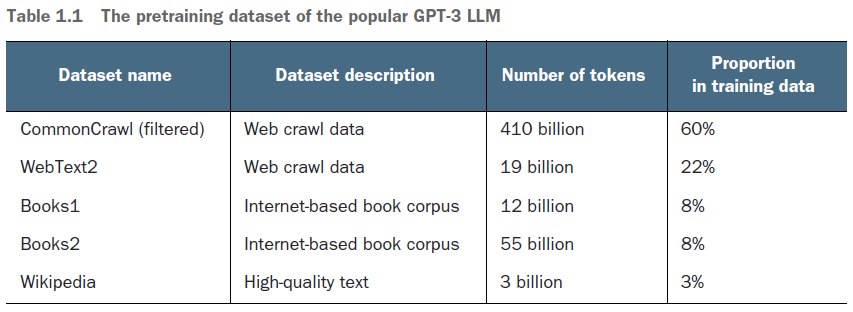 Table 1.1 The pretraining dataset of the popular GPT-3 LLM
Dataset name Dataset description Number of tokens Proportion in training data
CommonCrawl (filtered) Web crawl data 410 billion 60%
WebText2 Web crawl data 19 billion 22%
Books1 Internet-based book corpus 12 billion 8%
Books2 Internet-based book corpus 55 billion 8%
Wikipedia High-quality text 3 billion 3%